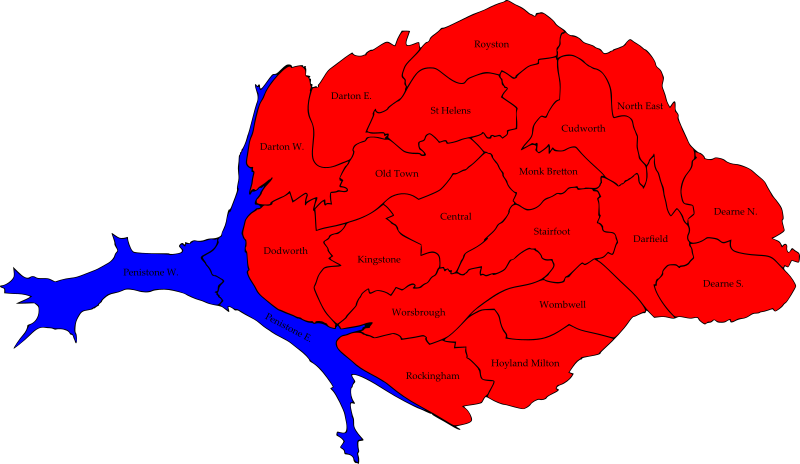 Royston
Darton E.
St Helens
North East
Cudworth
Darton W.
Old Town
Monk Bretton
Dearne N.
Central
Stairfoot
Darfield
Dodworth
Kingstone
Penistone W.
Dearne S.
Worsbrough
Wombwell
Penistone E.
Hoyland Milton
Rockingham